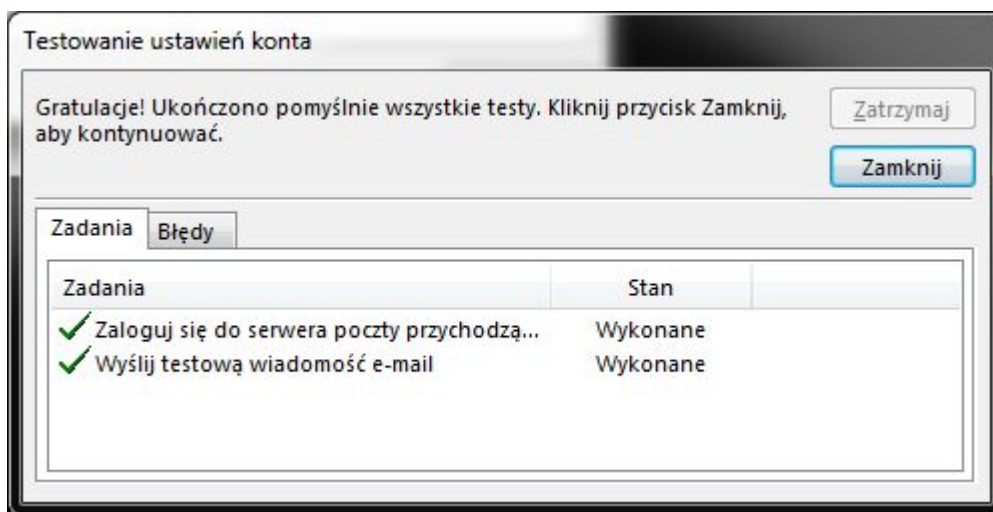 Testowanie ustawień konta
Gratulacje! Ukończono pomyślnie wszystkie testy. Kliknij przycisk Zamknij,
aby kontynuować.
Zatrzymaj
Zamknij
Zadania Błędy
Zadania Stan
Zaloguj się do serwera poczty przychodzą... Wykonane
Wyślij testową wiadomość e-mail Wykonane